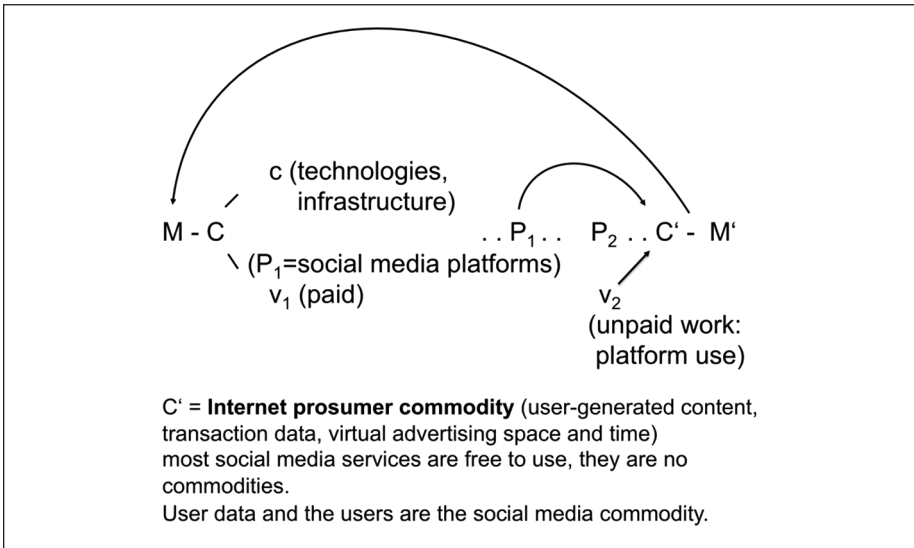 c (technologies,
infrastructure)
M - C . . P₁ . . P₂ . . C‘ - M‘
(P₁=social media platforms)
v₁ (paid) v₂
(unpaid work:
platform use)
C‘ = Internet prosumer commodity (user-generated content,
transaction data, virtual advertising space and time)
most social media services are free to use, they are no
commodities.
User data and the users are the social media commodity.